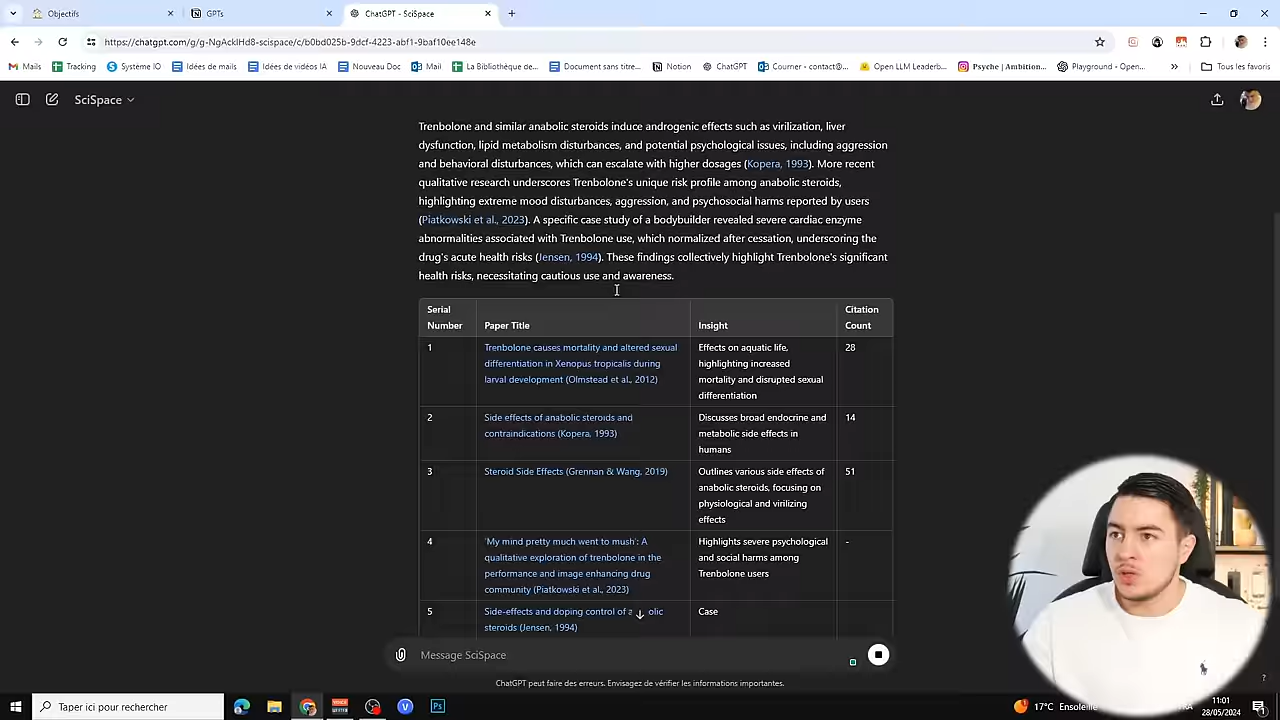 Objectifs
GPTs
ChatGPT - SciSpace
https://chatgpt.com/g/g-NgAcklHd8-scispace/c/b0bd025b-9dcf-4223-abf1-9baf10ee148e
Mails
Tracking
Système IO
Idées de mails
Idées de vidéos IA
Nouveau Doc
Mail
La Bibliothèque de...
Document sans titre...
Notion
ChatGPT
Courrier - contact@...
Open LLM Leaderb...
Psyche | Ambition...
Playground - Open...
Tous les favoris
SciSpace
Trenbolone and similar anabolic steroids induce androgenic effects such as virilization, liver
dysfunction, lipid metabolism disturbances, and potential psychological issues, including aggression
and behavioral disturbances, which can escalate with higher dosages (Kopera, 1993). More recent
qualitative research underscores Trenbolone's unique risk profile among anabolic steroids,
highlighting extreme mood disturbances, aggression, and psychosocial harms reported by users
(Piatkowski et al., 2023). A specific case study of a bodybuilder revealed severe cardiac enzyme
abnormalities associated with Trenbolone use, which normalized after cessation, underscoring the
drug's acute health risks (Jensen, 1994). These findings collectively highlight Trenbolone's significant
health risks, necessitating cautious use and awareness.
Serial
Number
Paper Title
Insight
Citation
Count
1
Trenbolone causes mortality and altered sexual
differentiation in Xenopus tropicalis during
larval development (Olmstead et al., 2012)
Effects on aquatic life,
highlighting increased
mortality and disrupted sexual
differentiation
28
2
Side effects of anabolic steroids and
contraindications (Kopera, 1993)
Discusses broad endocrine and
metabolic side effects in
humans
14
3
Steroid Side Effects (Grennan & Wang, 2019)
Outlines various side effects of
anabolic steroids, focusing on
physiological and virilizing
effects
51
4
'My mind pretty much went to mush': A
qualitative exploration of trenbolone in the
performance and image enhancing drug
community (Piatkowski et al., 2023)
Highlights severe psychological
and social harms among
Trenbolone users
-
5
Side-effects and doping control of a olic
steroids (Jensen, 1994)
Case
Message SciSpace
ChatGPT peut faire des erreurs. Envisagez de vérifier les informations importantes.
Taper ici pour rechercher
17°C Ensoleillé
11:01
28/05/2024